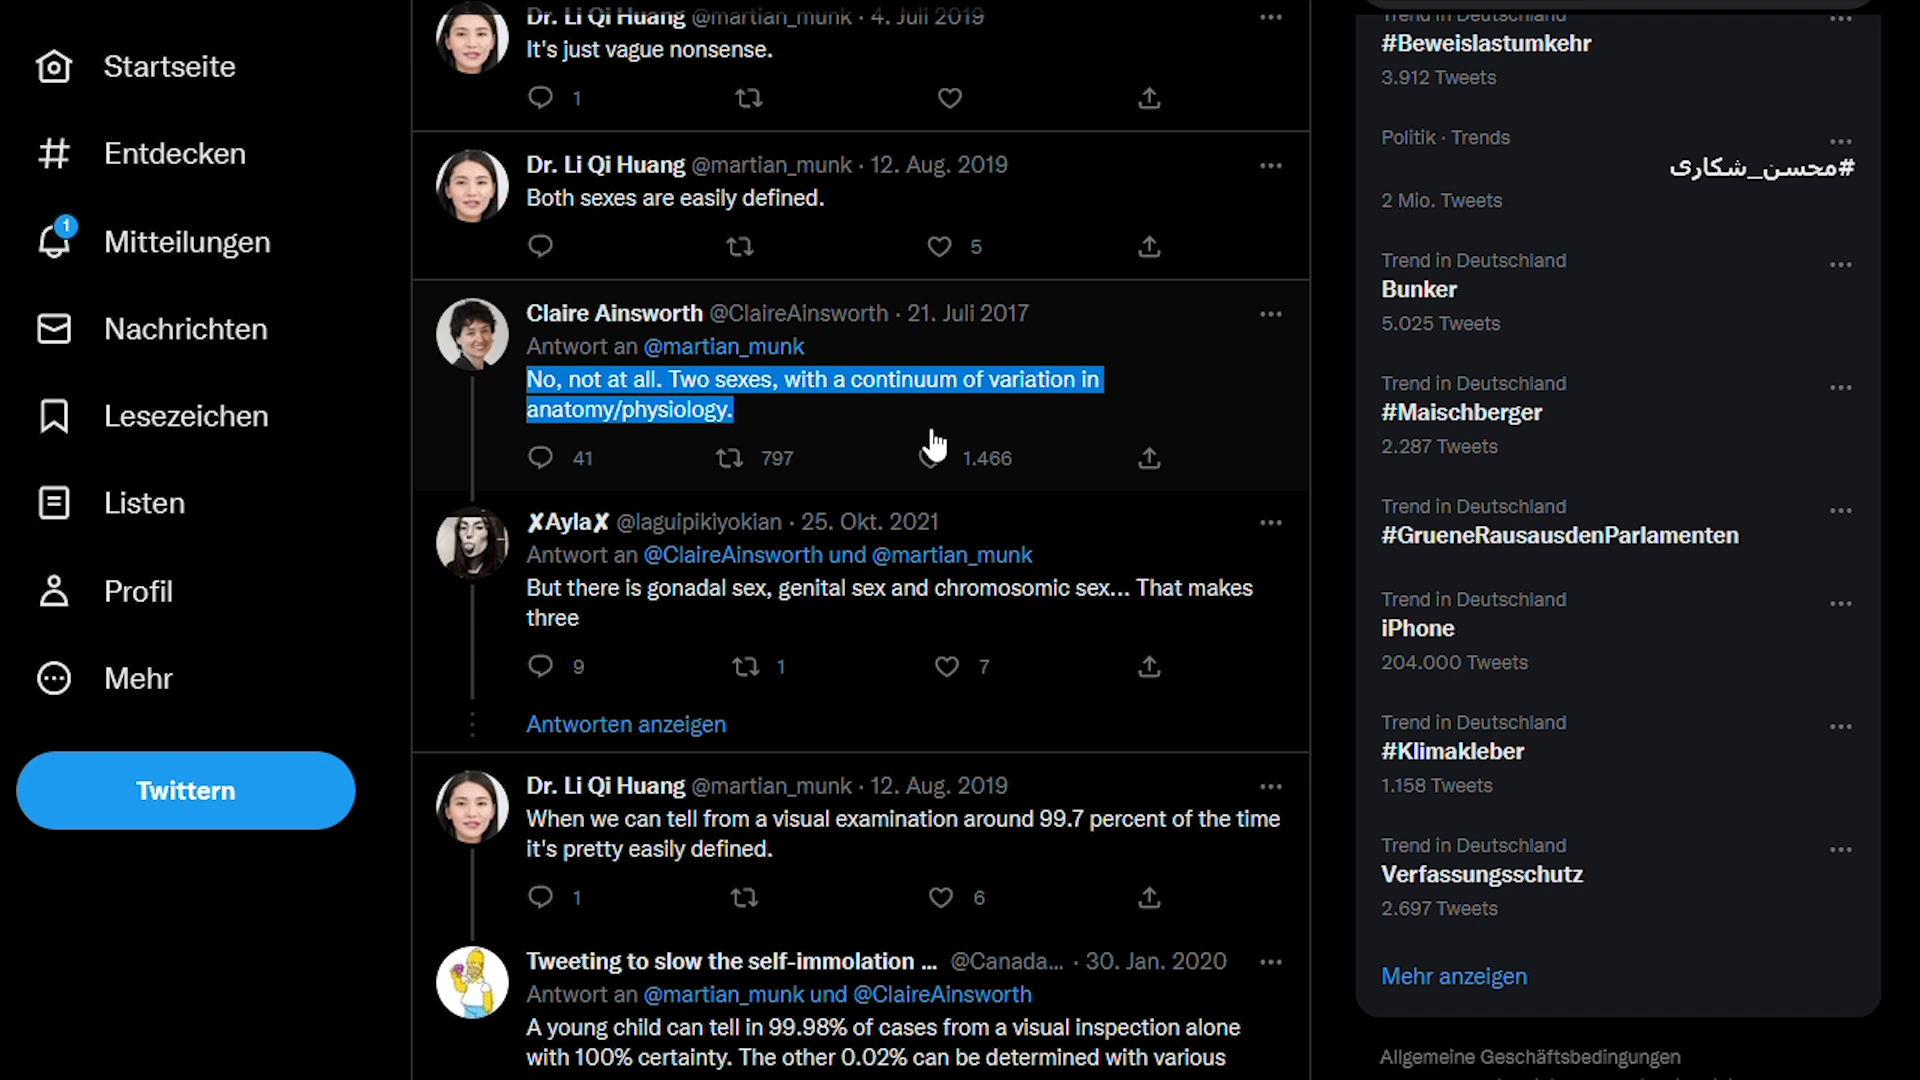 Startseite
Entdecken
1
Mitteilungen
Nachrichten
Lesezeichen
Listen
Profil
Mehr
Twittern
Dr. Li Qi Huang @martian_munk · 4. Juli 2019
It's just vague nonsense.
1
Dr. Li Qi Huang @martian_munk · 12. Aug. 2019
Both sexes are easily defined.
5
Claire Ainsworth @ClaireAinsworth · 21. Juli 2017
Antwort an @martian_munk
No, not at all. Two sexes, with a continuum of variation in
anatomy/physiology.
41 797 1.466
✗Ayla✗ @laguipikiyokian · 25. Okt. 2021
Antwort an @ClaireAinsworth und @martian_munk
But there is gonadal sex, genital sex and chromosomic sex... That makes
three
9 1 7
Antworten anzeigen
Dr. Li Qi Huang @martian_munk · 12. Aug. 2019
When we can tell from a visual examination around 99.7 percent of the time
it's pretty easily defined.
1 6
Tweeting to slow the self-immolation ... @Canada... · 30. Jan. 2020
Antwort an @martian_munk und @ClaireAinsworth
A young child can tell in 99.98% of cases from a visual inspection alone
with 100% certainty. The other 0.02% can be determined with various
Trend in Deutschland
#Beweislastumkehr
3.912 Tweets
Politik · Trends
#محسن_شکاری
2 Mio. Tweets
Trend in Deutschland
Bunker
5.025 Tweets
Trend in Deutschland
#Maischberger
2.287 Tweets
Trend in Deutschland
#GrueneRausausdenParlamenten
Trend in Deutschland
iPhone
204.000 Tweets
Trend in Deutschland
#Klimakleber
1.158 Tweets
Trend in Deutschland
Verfassungsschutz
2.697 Tweets
Mehr anzeigen
Allgemeine Geschäftsbedingungen